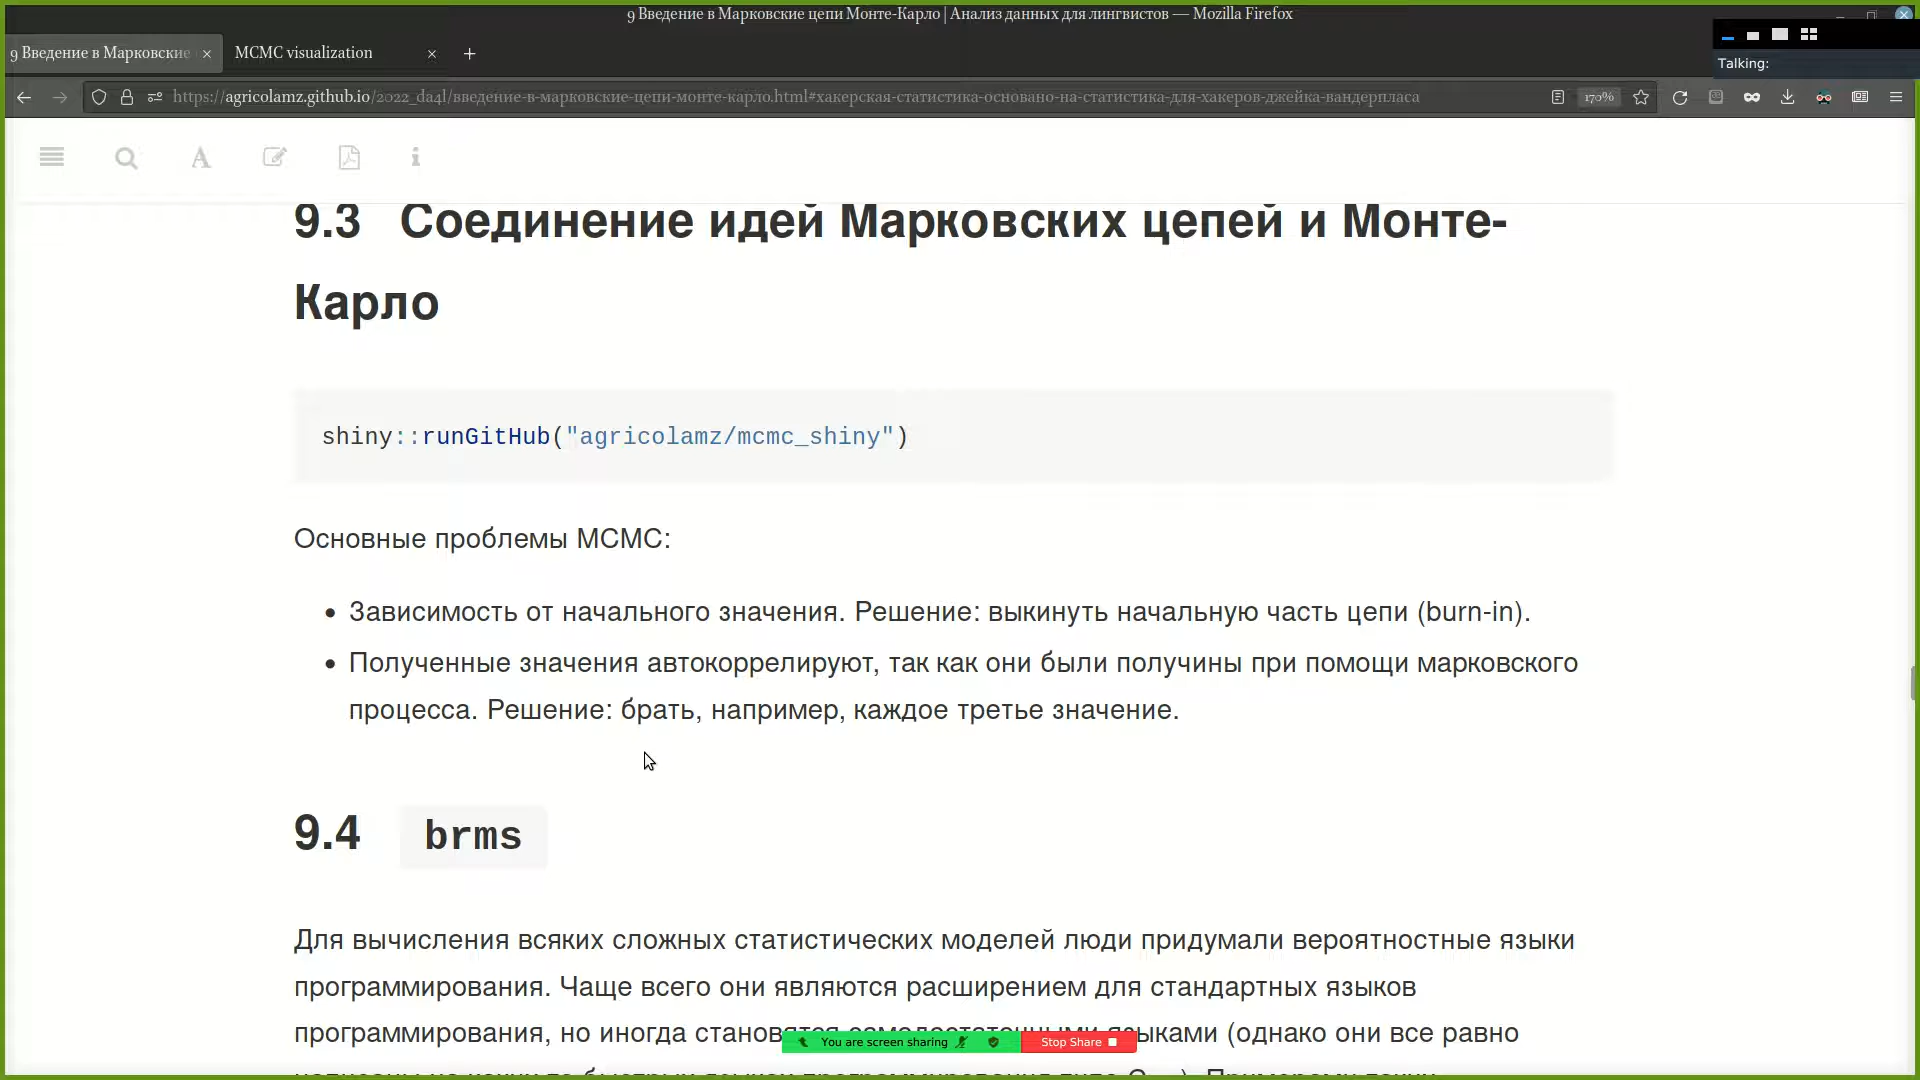 9 Введение в Марковские цепи Монте-Карло | Анализ данных для лингвистов — Mozilla Firefox
9 Введение в Марковские
MCMC visualization
Talking:
https://agricolamz.github.io/2022_da4l/введение-в-марковские-цепи-монте-карло.html#хакерская-статистика-основано-на-статистика-для-хакеров-джейка-вандерпласа
170%
9.3 Соединение идей Марковских цепей и Монте-
Карло
shiny::runGitHub("agricolamz/mcmc_shiny")
Основные проблемы MCMC:
• Зависимость от начального значения. Решение: выкинуть начальную часть цепи (burn-in).
• Полученные значения автокоррелируют, так как они были получины при помощи марковского
процесса. Решение: брать, например, каждое третье значение.
9.4 brms
Для вычисления всяких сложных статистических моделей люди придумали вероятностные языки
программирования. Чаще всего они являются расширением для стандартных языков
программирования, но иногда становятся самодостаточными языками (однако они все равно
You are screen sharing
Stop Share